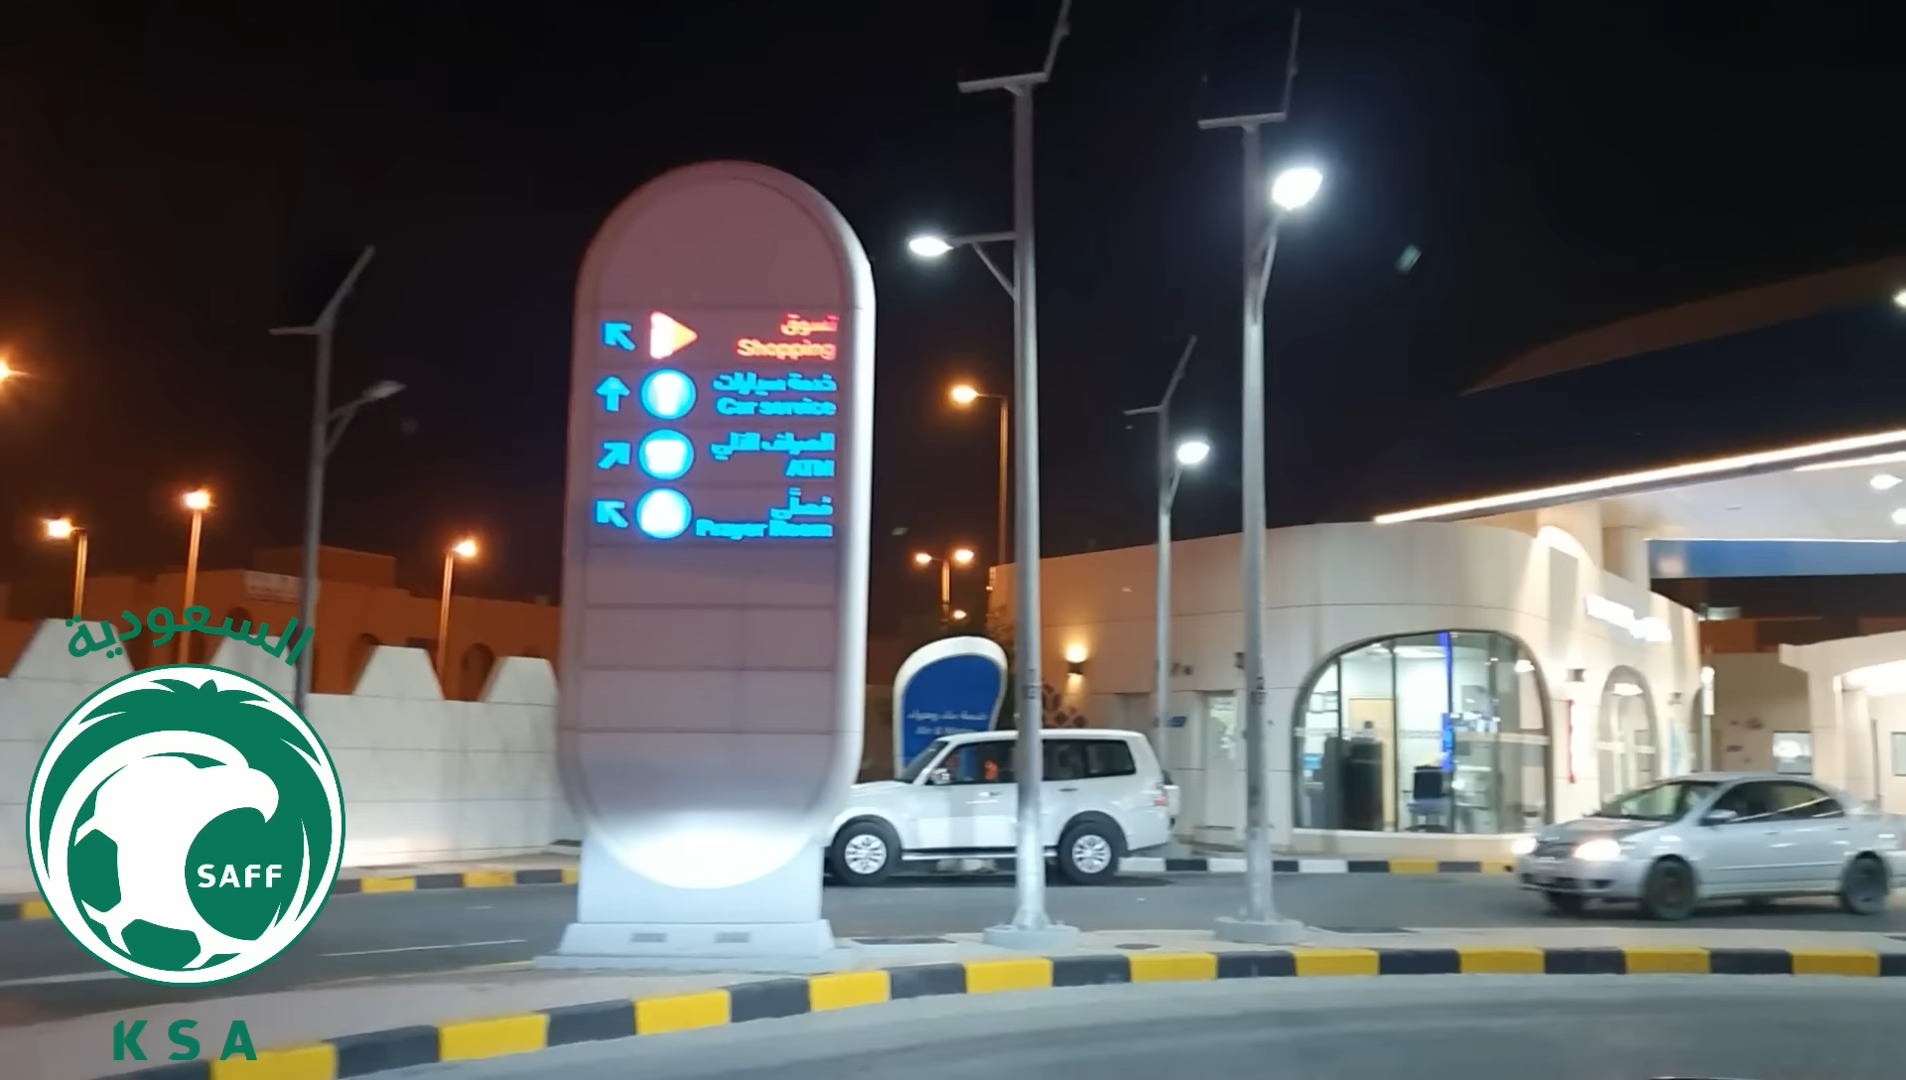 تسوق
Shopping
خدمة سيارات
Car service
الصراف الآلي
ATM
مصلى
Prayer Room
السعودية
SAFF
KSA